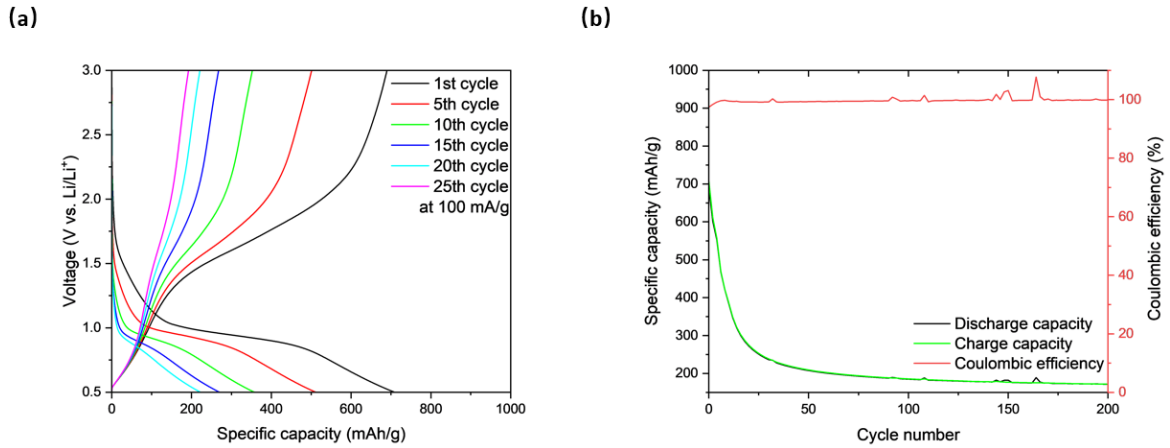 (a)
(b)
3.0
2.5
2.0
1.5
1.0
0.5
Voltage (V vs. Li/Li⁺)
1st cycle
5th cycle
10th cycle
15th cycle
20th cycle
25th cycle
at 100 mA/g
0
200
400
600
800
1000
Specific capacity (mAh/g)
1000
900
800
700
600
500
400
300
200
Specific capacity (mAh/g)
100
80
60
40
20
0
Coulombic efficiency (%)
Discharge capacity
Charge capacity
Coulombic efficiency
0
50
100
150
200
Cycle number